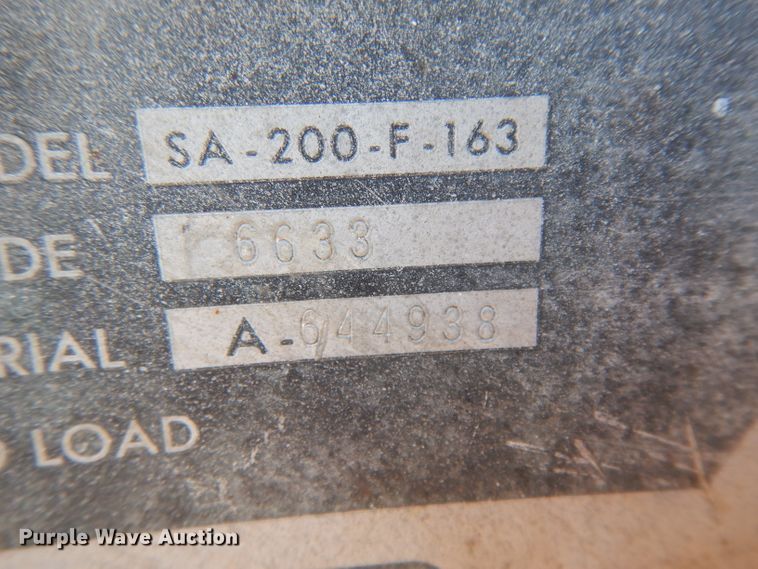 DEL SA-200-F-163
DE 6633
RIAL A-644938
D LOAD
Purple Wave Auction